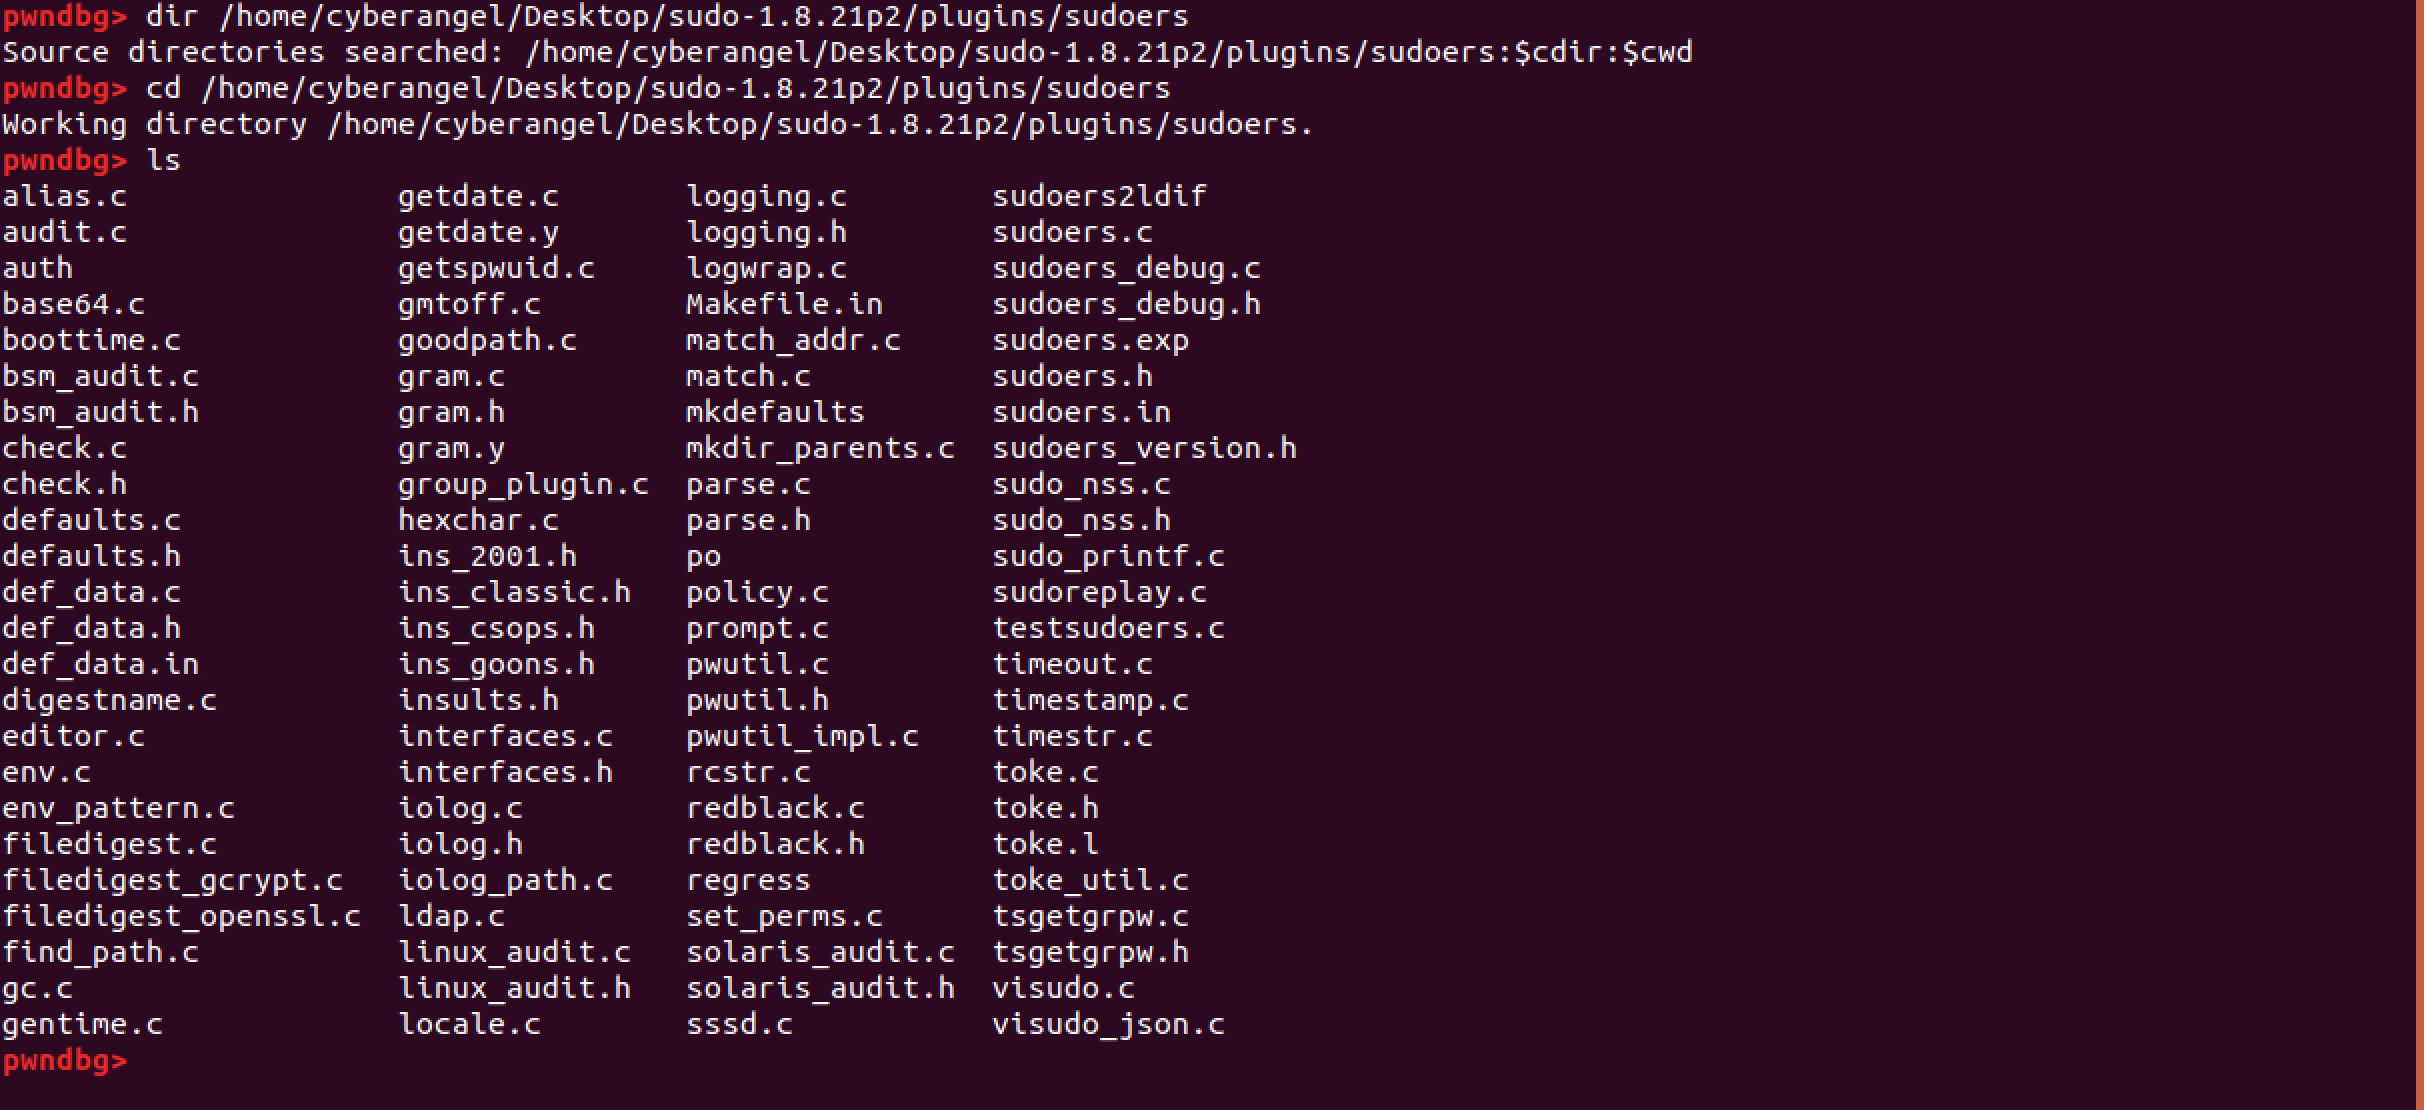 pwndbg> dir /home/cyberangel/Desktop/sudo-1.8.21p2/plugins/sudoers
Source directories searched: /home/cyberangel/Desktop/sudo-1.8.21p2/plugins/sudoers:$cdir:$cwd
pwndbg> cd /home/cyberangel/Desktop/sudo-1.8.21p2/plugins/sudoers
Working directory /home/cyberangel/Desktop/sudo-1.8.21p2/plugins/sudoers.
pwndbg> ls
alias.c               getdate.c       logging.c        sudoers2ldif
audit.c               getdate.y       logging.h        sudoers.c
auth                  getspwuid.c     logwrap.c        sudoers_debug.c
base64.c              gmtoff.c        Makefile.in      sudoers_debug.h
boottime.c            goodpath.c      match_addr.c     sudoers.exp
bsm_audit.c           gram.c          match.c          sudoers.h
bsm_audit.h           gram.h          mkdefaults       sudoers.in
check.c               gram.y          mkdir_parents.c  sudoers_version.h
check.h               group_plugin.c  parse.c          sudo_nss.c
defaults.c            hexchar.c       parse.h          sudo_nss.h
defaults.h            ins_2001.h      po               sudo_printf.c
def_data.c            ins_classic.h   policy.c         sudoreplay.c
def_data.h            ins_csops.h     prompt.c         testsudoers.c
def_data.in           ins_goons.h     pwutil.c         timeout.c
digestname.c          insults.h       pwutil.h         timestamp.c
editor.c              interfaces.c    pwutil_impl.c    timestr.c
env.c                 interfaces.h    rcstr.c          toke.c
env_pattern.c         iolog.c         redblack.c       toke.h
filedigest.c          iolog.h         redblack.h       toke.l
filedigest_gcrypt.c   iolog_path.c    regress          toke_util.c
filedigest_openssl.c  ldap.c          set_perms.c      tsgetgrpw.c
find_path.c           linux_audit.c   solaris_audit.c  tsgetgrpw.h
gc.c                  linux_audit.h   solaris_audit.h  visudo.c
gentime.c             locale.c        sssd.c           visudo_json.c
pwndbg>